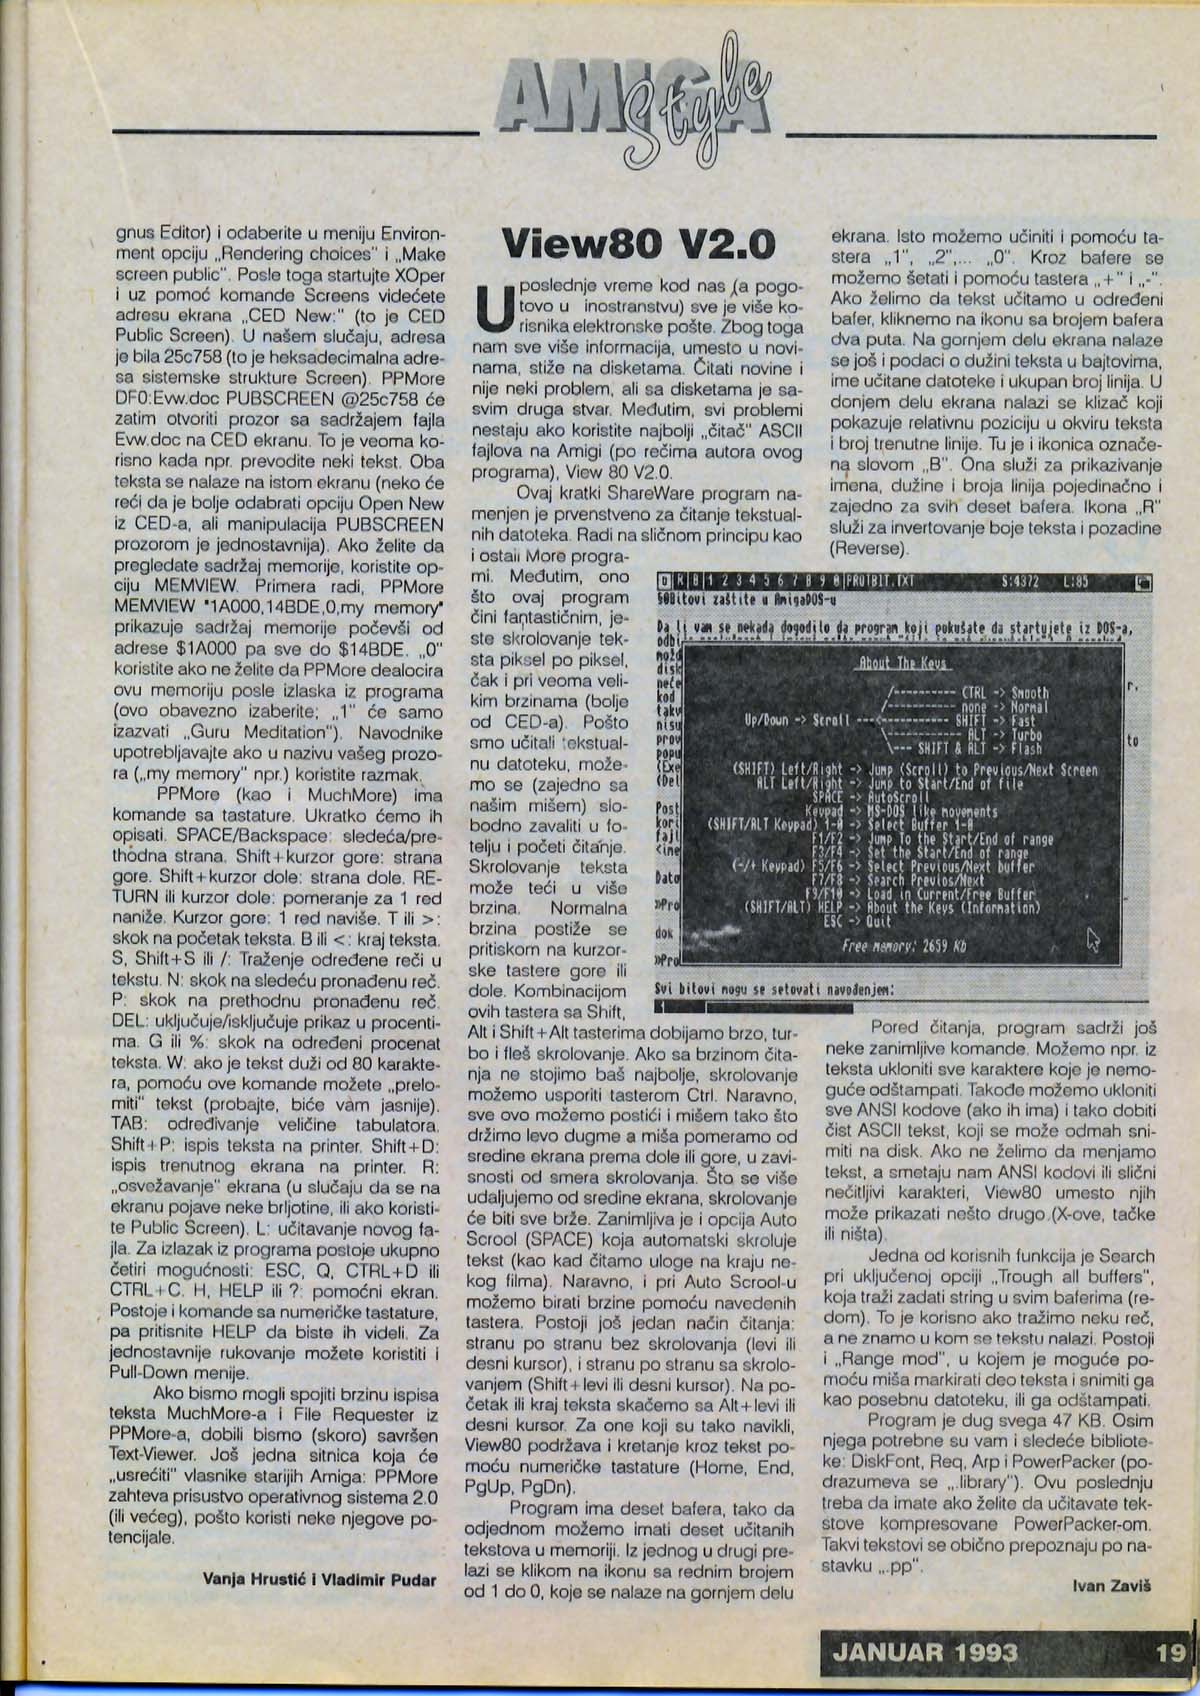 AMIGA
Style
gnus Editor) i odaberite u meniju Environ-
ment opciju „Rendering choices" i „Make
screen public". Posle toga startujte XOper
i uz pomoć komande Screens videćete
adresu ekrana „CED New:" (to je CED
Public Screen). U našem slučaju, adresa
je bila 25c758 (to je heksadecimalna adre-
sa sistemske strukture Screen). PPMore
DF0:Evw.doc PUBSCREEN @25c758 će
zatim otvoriti prozor sa sadržajem fajla
Evw.doc na CED ekranu. To je veoma ko-
risno kada npr. prevodite neki tekst. Oba
teksta se nalaze na istom ekranu (neko će
reći da je bolje odabrati opciju Open New
iz CED-a, ali manipulacija PUBSCREEN
prozorom je jednostavnija). Ako želite da
pregledate sadržaj memorije, koristite op-
ciju MEMVIEW. Primera radi, PPMore
MEMVIEW "1A000,14BDE,0,my memory"
prikazuje sadržaj memorije počevši od
adrese $1A000 pa sve do $14BDE. „0"
koristite ako ne želite da PPMore dealocira
ovu memoriju posle izlaska iz programa
(ovo obavezno izaberite; „1" će samo
izazvati „Guru Meditation"). Navodnike
upotrebljavajte ako u nazivu vašeg prozo-
ra („my memory" npr.) koristite razmak.
PPMore (kao i MuchMore) ima
komande sa tastature. Ukratko ćemo ih
opisati. SPACE/Backspace: sledeća/pre-
thodna strana. Shift+kurzor gore: strana
gore. Shift+kurzor dole: strana dole. RE-
TURN ili kurzor dole: pomeranje za 1 red
naniže. Kurzor gore: 1 red naviše. T ili >:
skok na početak teksta. B ili <: kraj teksta.
S, Shift+S ili /: Traženje određene reči u
tekstu. N: skok na sledeću pronađenu reč.
P: skok na prethodnu pronađenu reč.
DEL: uključuje/isključuje prikaz u procenti-
ma. G ili %: skok na određeni procenat
teksta. W: ako je tekst duži od 80 karakte-
ra, pomoću ove komande možete „prelo-
miti" tekst (probajte, biće vam jasnije).
TAB: određivanje veličine tabulatora.
Shift+P: ispis teksta na printer. Shift+D:
ispis trenutnog ekrana na printer. R:
„osvežavanje" ekrana (u slučaju da se na
ekranu pojave neke brljotine, ili ako koristi-
te Public Screen). L: učitavanje novog fa-
jla. Za izlazak iz programa postoje ukupno
četiri mogućnosti: ESC, Q, CTRL+D ili
CTRL+C. H, HELP ili ?: pomoćni ekran.
Postoje i komande sa numeričke tastature,
pa pritisnite HELP da biste ih videli. Za
jednostavnije rukovanje možete koristiti i
Pull-Down menije.
Ako bismo mogli spojiti brzinu ispisa
teksta MuchMore-a i File Requester iz
PPMore-a, dobili bismo (skoro) savršen
Text-Viewer. Još jedna sitnica koja će
„usrećiti" vlasnike starijih Amiga: PPMore
zahteva prisustvo operativnog sistema 2.0
(ili većeg), pošto koristi neke njegove po-
tencijale.
Vanja Hrustić i Vladimir Pudar
View80 V2.0
U poslednje vreme kod nas (a pogo-
tovo u inostranstvu) sve je više ko-
risnika elektronske pošte. Zbog toga
nam sve više informacija, umesto u novi-
nama, stiže na disketama. Čitati novine i
nije neki problem, ali sa disketama je sa-
svim druga stvar. Međutim, svi problemi
nestaju ako koristite najbolji „čitač" ASCII
fajlova na Amigi (po rečima autora ovog
programa), View 80 V2.0.
Ovaj kratki ShareWare program na-
menjen je prvenstveno za čitanje tekstual-
nih datoteka. Radi na sličnom principu kao
i ostali More progra-
mi. Međutim, ono
što ovaj program
čini fantastičnim, je-
ste skrolovanje tek-
sta piksel po piksel,
čak i pri veoma veli-
kim brzinama (bolje
od CED-a). Pošto
smo učitali tekstual-
nu datoteku, može-
mo se (zajedno sa
našim mišem) slo-
bodno zavaliti u fo-
telju i početi čitanje.
Skrolovanje teksta
može teći u više
brzina. Normalna
brzina postiže se
pritiskom na kurzor-
ske tastere gore ili
dole. Kombinacijom
ovih tastera sa Shift,
Alt i Shift+Alt tasterima dobijamo brzo, tur-
bo i fleš skrolovanje. Ako sa brzinom čita-
nja ne stojimo baš najbolje, skrolovanje
možemo usporiti tasterom Ctrl. Naravno,
sve ovo možemo postići i mišem tako što
držimo levo dugme a miša pomeramo od
sredine ekrana prema dole ili gore, u zavi-
snosti od smera skrolovanja. Što se više
udaljujemo od sredine ekrana, skrolovanje
će biti sve brže. Zanimljiva je i opcija Auto
Scrool (SPACE) koja automatski skroluje
tekst (kao kad čitamo uloge na kraju ne-
kog filma). Naravno, i pri Auto Scrool-u
možemo birati brzine pomoću navedenih
tastera. Postoji još jedan način čitanja:
stranu po stranu bez skrolovanja (levi ili
desni kursor), i stranu po stranu sa skrolo-
vanjem (Shift+levi ili desni kursor). Na po-
četak ili kraj teksta skačemo sa Alt+levi ili
desni kursor. Za one koji su tako navikli,
View80 podržava i kretanje kroz tekst po-
moću numeričke tastature (Home, End,
PgUp, PgDn).
Program ima deset bafera, tako da
odjednom možemo imati deset učitanih
tekstova u memoriji. Iz jednog u drugi pre-
lazi se klikom na ikonu sa rednim brojem
od 1 do 0, koje se nalaze na gornjem delu
ekrana. Isto možemo učiniti i pomoću ta-
stera „1", „2",... „0". Kroz bafere se
možemo šetati i pomoću tastera „+" i „-".
Ako želimo da tekst učitamo u određeni
bafer, kliknemo na ikonu sa brojem bafera
dva puta. Na gornjem delu ekrana nalaze
se još i podaci o dužini teksta u bajtovima,
ime učitane datoteke i ukupan broj linija. U
donjem delu ekrana nalazi se klizač koji
pokazuje relativnu poziciju u okviru teksta
i broj trenutne linije. Tu je i ikonica označe-
na slovom „B". Ona služi za prikazivanje
imena, dužine i broja linija pojedinačno i
zajedno za svih deset bafera. Ikona „R"
služi za invertovanje boje teksta i pozadine
(Reverse).
D R B 1 2 3 4 5 6 7 8 9 0 PROTBIT.TXT S:4372 L:85
Bitovi zaštite u AmigaDOS-u
Da li vam se nekada dogodilo da program koji pokušate da startujete iz DOS-a,
odbi
možd
disk
neće
kod
takv
nisu
prov
popu
(Exe
(Del
Post
kori
fajl
<ine
Dato
»Pro
dok
»Pro
r,
to
About The Keys
/---------- CTRL -> Smooth
/---------- none -> Normal
Up/Down -> Scroll ---<---------- SHIFT -> Fast
\---------- ALT -> Turbo
\--- SHIFT & ALT -> Flash
(SHIFT) Left/Right -> Jump (Scroll) to Previous/Next Screen
ALT Left/Right -> Jump to Start/End of file
SPACE -> AutoScroll
Keypad -> MS-DOS like movements
(SHIFT/ALT Keypad) 1-0 -> Select Buffer 1-0
F1/F2 -> Jump To the Start/End of range
F3/F4 -> Set the Start/End of range
(-/+ Keypad) F5/F6 -> Select Previous/Next buffer
F7/F8 -> Search Previos/Next
F9/F10 -> Load in Current/Free Buffer
(SHIFT/ALT) HELP -> About the Keys (Information)
ESC -> Quit
Free memory: 2659 Kb
Svi bitovi mogu se setovati navođenjem:
Pored čitanja, program sadrži još
neke zanimljive komande. Možemo npr. iz
teksta ukloniti sve karaktere koje je nemo-
guće odštampati. Takođe možemo ukloniti
sve ANSI kodove (ako ih ima) i tako dobiti
čist ASCII tekst, koji se može odmah sni-
miti na disk. Ako ne želimo da menjamo
tekst, a smetaju nam ANSI kodovi ili slični
nečitljivi karakteri, View80 umesto njih
može prikazati nešto drugo (X-ove, tačke
ili ništa).
Jedna od korisnih funkcija je Search
pri uključenoj opciji „Trough all buffers",
koja traži zadati string u svim baferima (re-
dom). To je korisno ako tražimo neku reč,
a ne znamo u kom se tekstu nalazi. Postoji
i „Range mod", u kojem je moguće po-
moću miša markirati deo teksta i snimiti ga
kao posebnu datoteku, ili ga odštampati.
Program je dug svega 47 KB. Osim
njega potrebne su vam i sledeće bibliote-
ke: DiskFont, Req, Arp i PowerPacker (po-
drazumeva se „.library"). Ovu poslednju
treba da imate ako želite da učitavate tek-
stove kompresovane PowerPacker-om.
Takvi tekstovi se obično prepoznaju po na-
stavku „.pp".
Ivan Zaviš
JANUAR 1993 19